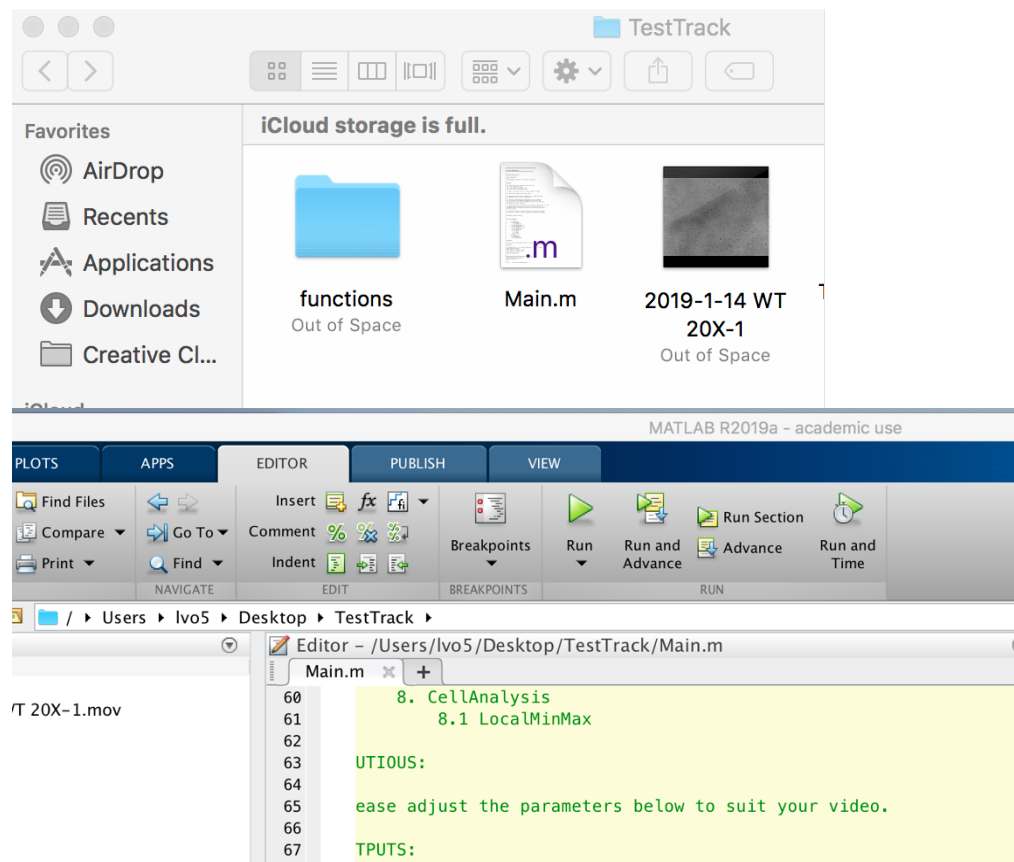 TestTrack
Favorites
iCloud storage is full.
AirDrop
Recents
Applications
Downloads
Creative Cl...
.m
functions
Out of Space
Main.m
2019-1-14 WT
20X-1
Out of Space
MATLAB R2019a - academic use
PLOTS APPS EDITOR PUBLISH VIEW
Find Files Insert fx fi
Compare Go To Comment % % % Breakpoints Run Run and Advance Run Section Advance Run and Time
Print Find Indent
NAVIGATE EDIT BREAKPOINTS RUN
/ Users lvo5 Desktop TestTrack
Editor – /Users/lvo5/Desktop/TestTrack/Main.m
Main.m +
T 20X-1.mov
60 8. CellAnalysis
61 8.1 LocalMinMax
62
63 UTIOUS:
64
65 ease adjust the parameters below to suit your video.
66
67 TPUTS: